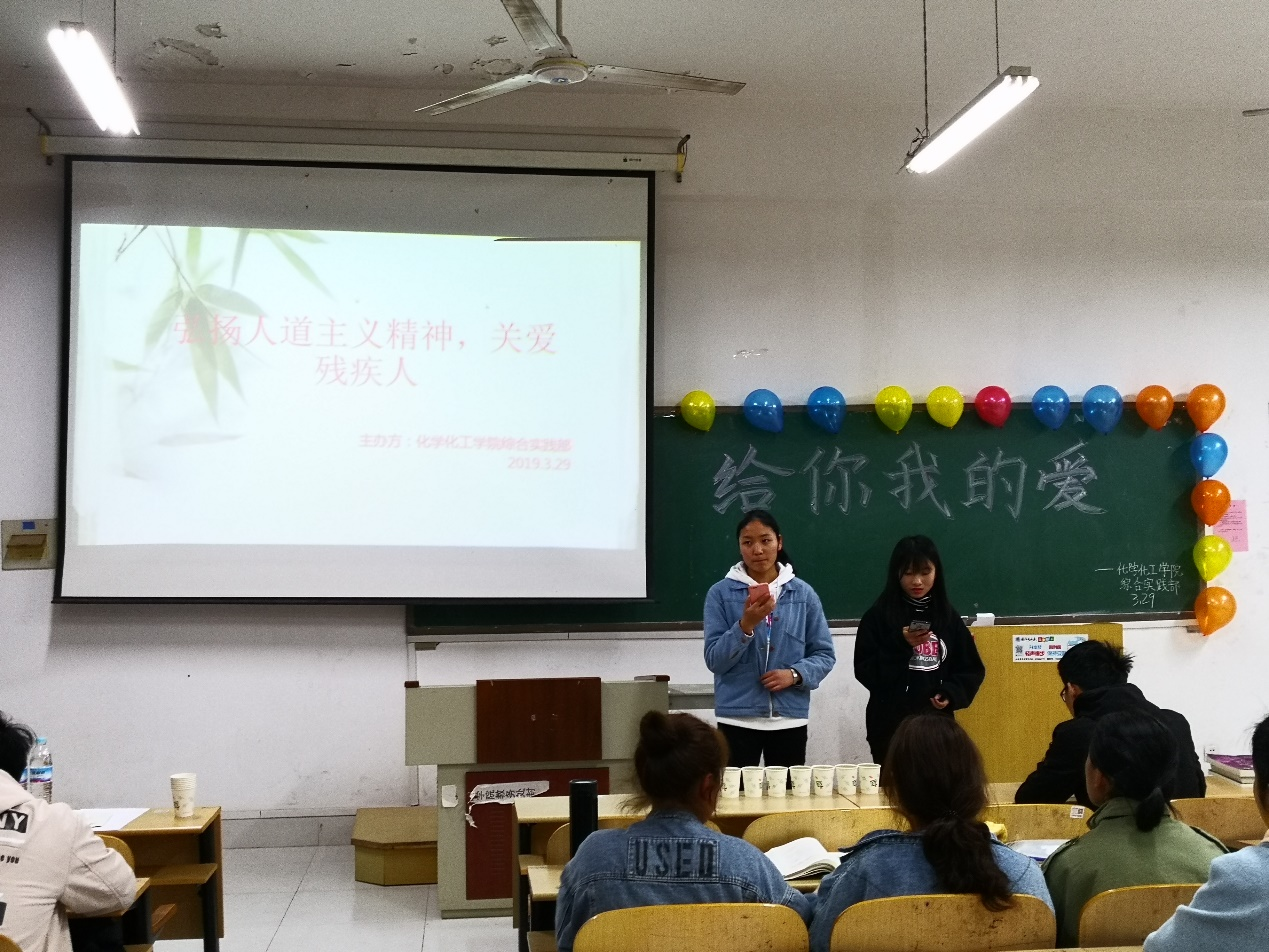 弘扬人道主义精神，关爱
残疾人
主办方：化学化工学院综合实践部
2019.3.29
给你我的爱
—化学化工学院
综合实践部
3.29
USED
NY
e you